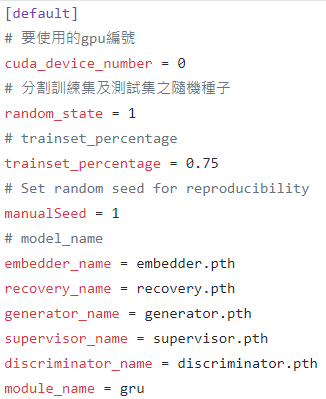 [default]
# 要使用的gpu編號
cuda_device_number = 0
# 分割訓練集及測試集之隨機種子
random_state = 1
# trainset_percentage
trainset_percentage = 0.75
# Set random seed for reproducibility
manualSeed = 1
# model_name
embedder_name = embedder.pth
recovery_name = recovery.pth
generator_name = generator.pth
supervisor_name = supervisor.pth
discriminator_name = discriminator.pth
module_name = gru